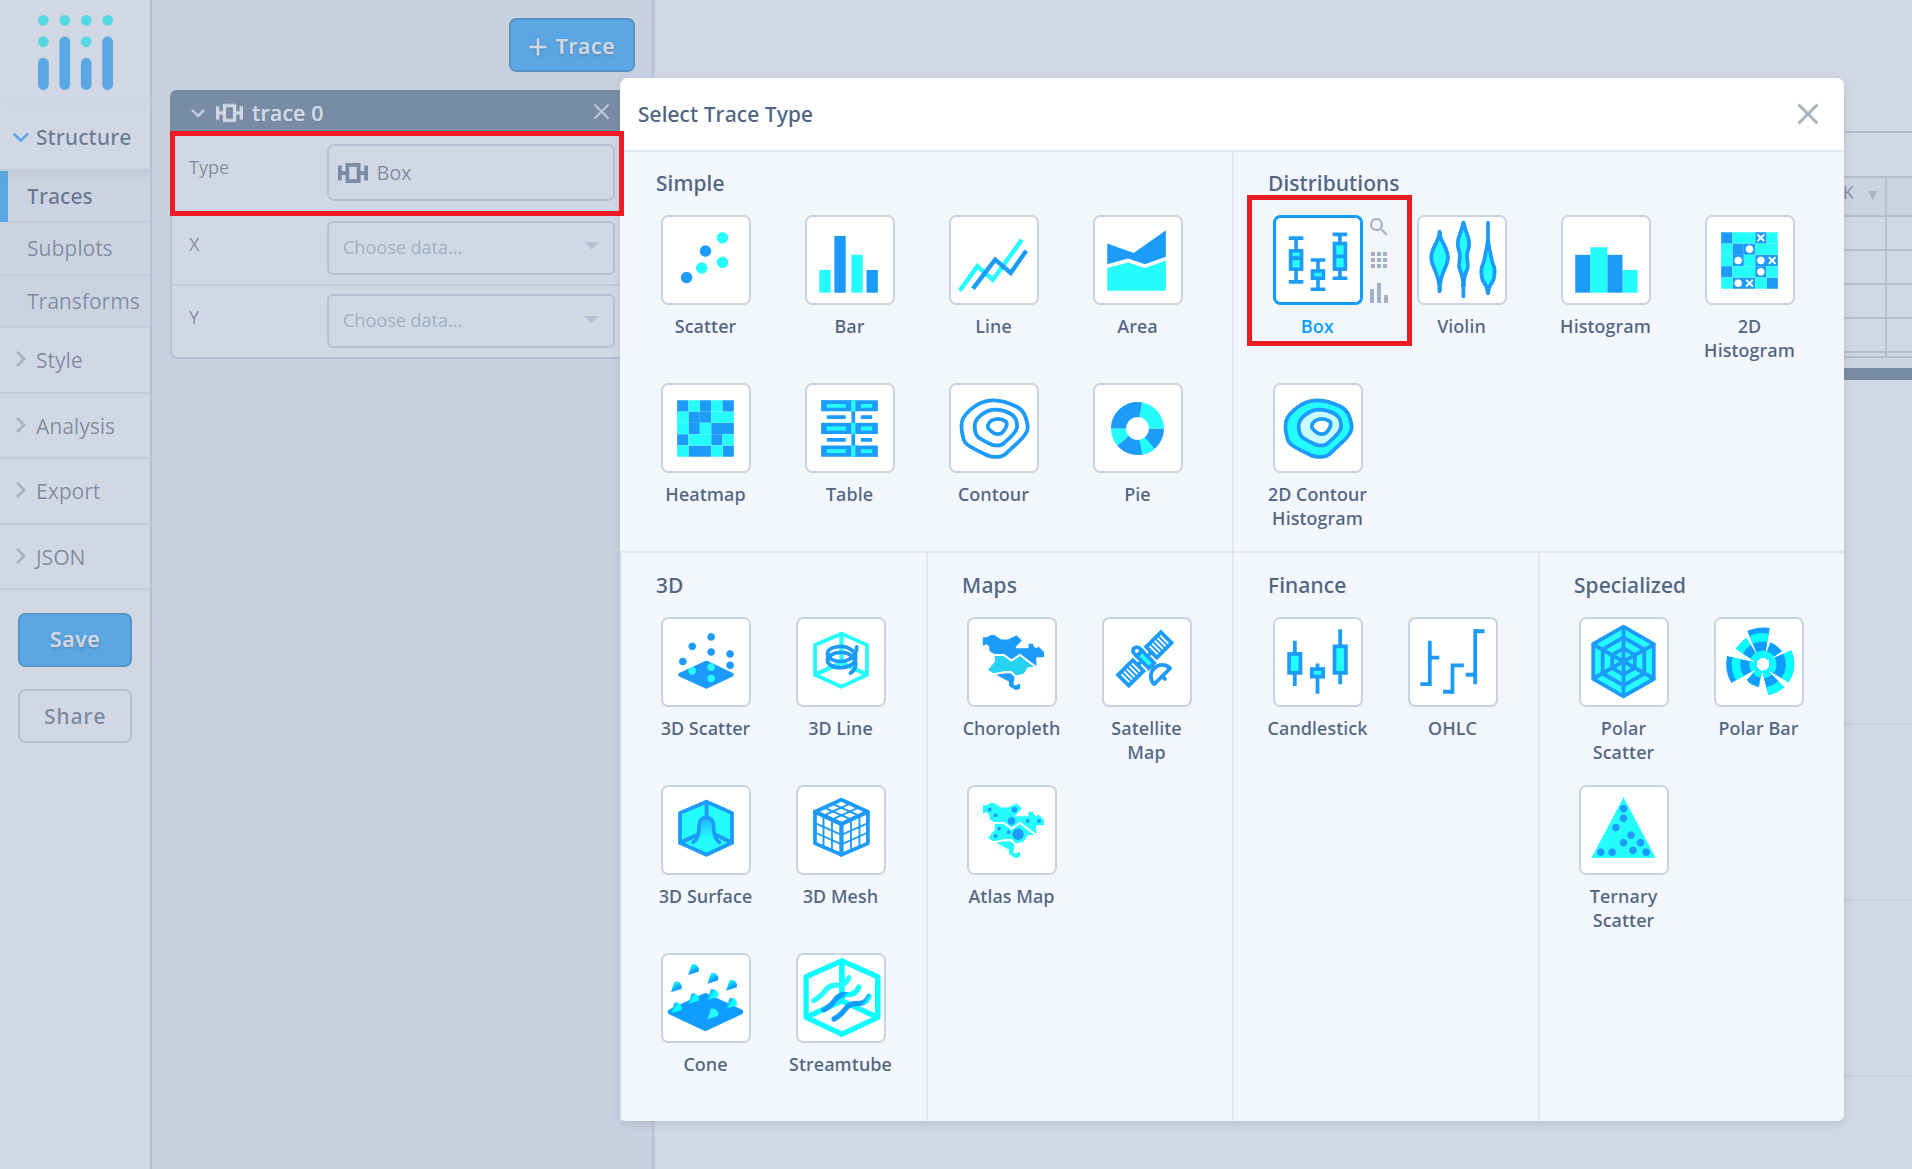 + Trace
trace 0
Select Trace Type
Structure
Type
Box
Traces
Subplots
Transforms
X
Choose data...
Y
Choose data...
Style
Analysis
Export
JSON
Save
Share
Simple
Scatter
Bar
Line
Area
Heatmap
Table
Contour
Pie
Distributions
Box
Violin
Histogram
2D
Histogram
2D Contour
Histogram
K
3D
3D Scatter
3D Line
3D Surface
3D Mesh
Cone
Streamtube
Maps
Choropleth
Satellite
Map
Atlas Map
Finance
Candlestick
OHLC
Specialized
Polar
Scatter
Polar Bar
Ternary
Scatter